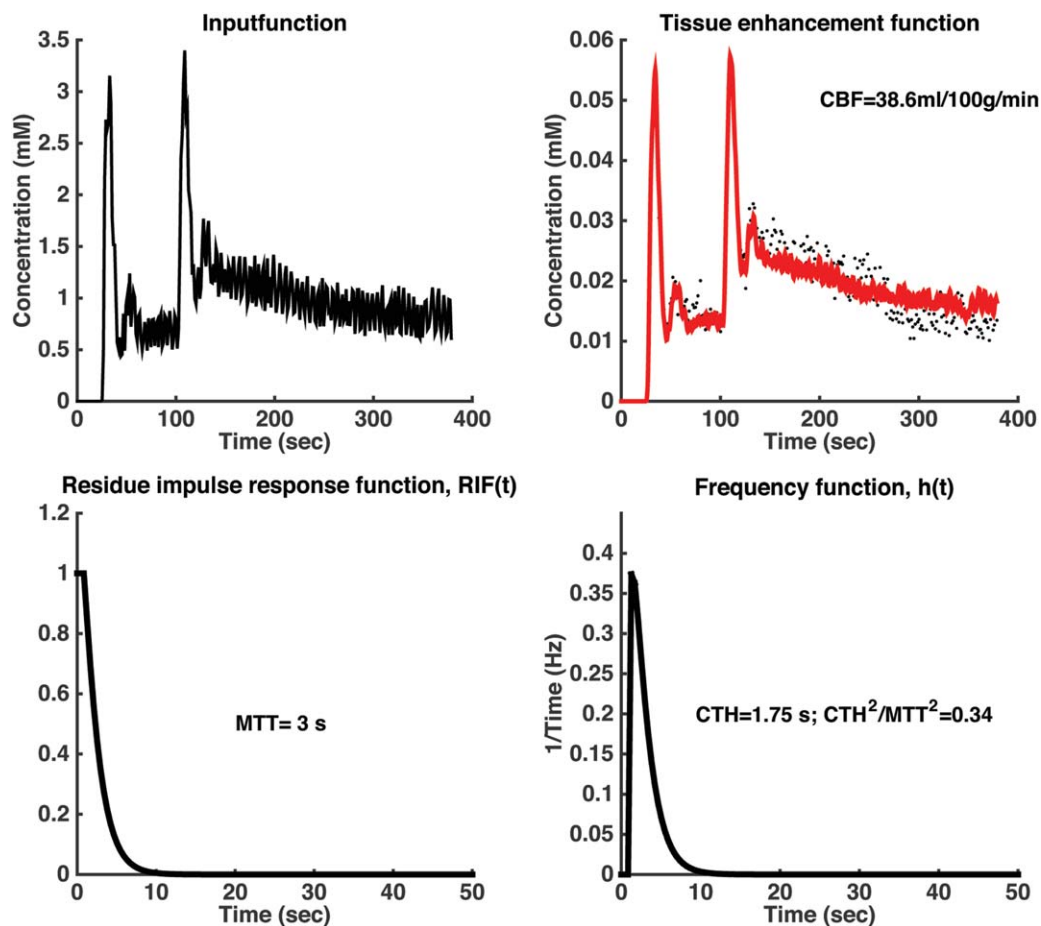 Inputfunction
3.5
3
2.5
2
1.5
1
0.5
0
Concentration (mM)
0 100 200 300 400
Time (sec)
Tissue enhancement function
0.06
0.05
0.04
0.03
0.02
0.01
0
Concentration (mM)
CBF=38.6ml/100g/min
0 100 200 300 400
Time (sec)
Residue impulse response function, RIF(t)
1.2
1
0.8
0.6
0.4
0.2
0
MTT= 3 s
0 10 20 30 40 50
Time (sec)
Frequency function, h(t)
0.4
0.35
0.3
0.25
0.2
0.15
0.1
0.05
0
1/Time (Hz)
CTH=1.75 s; CTH²/MTT²=0.34
0 10 20 30 40 50
Time (sec)